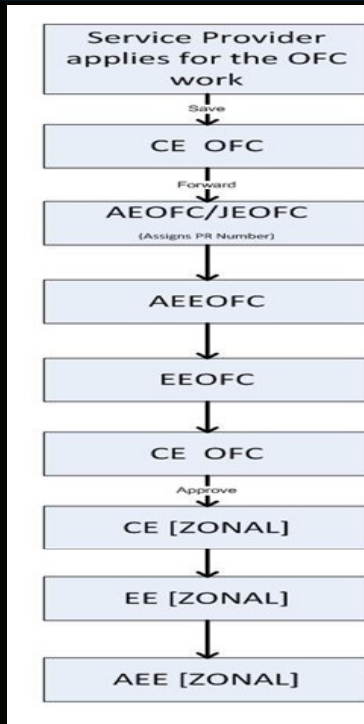 Service Provider
applies for the OFC
work
Save
CE OFC
Forward
AEOFC/JEOFC
(Assigns PR Number)
AEEOFC
EEOFC
CE OFC
Approve
CE [ZONAL]
EE [ZONAL]
AEE [ZONAL]